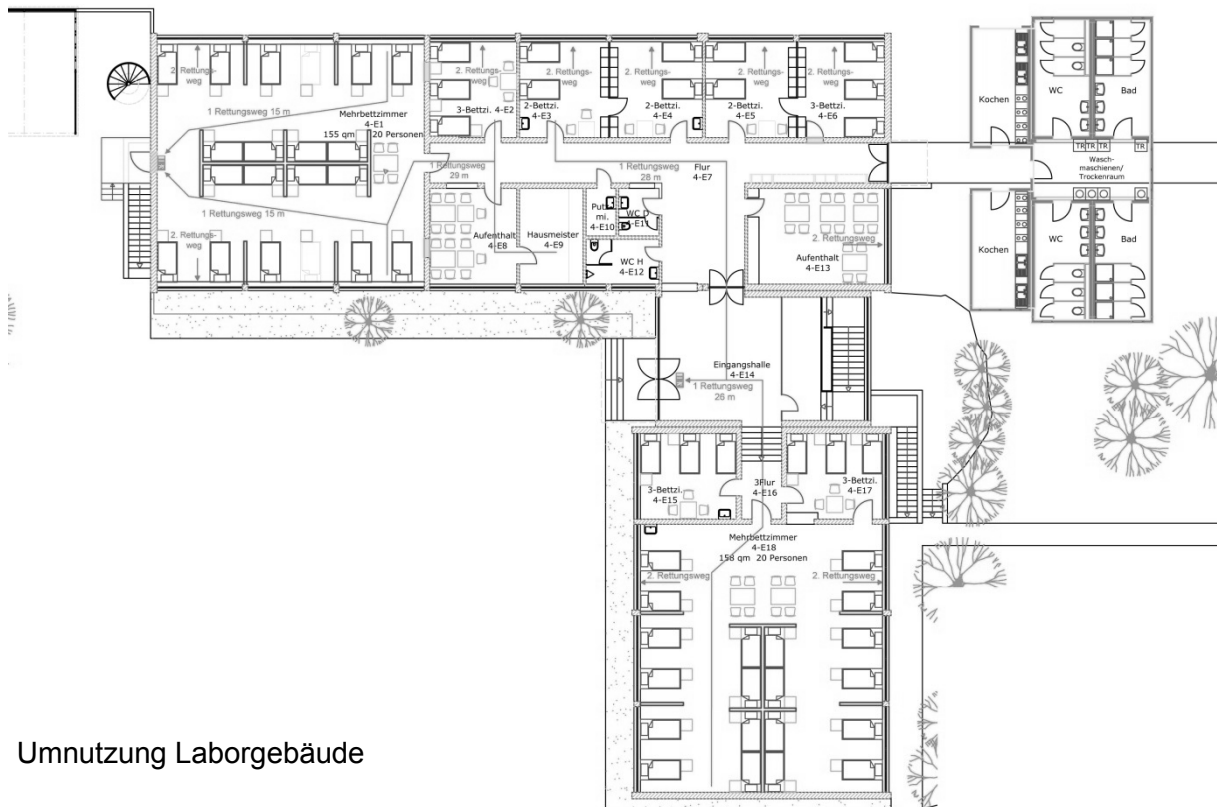 2. Rettungs-
weg
1 Rettungsweg 15 m
Mehrbettzimmer
4-E1
155 qm 20 Personen
1 Rettungsweg 15 m
2. Rettungs-
weg
2. Rettungs-
weg
3-Bettzi. 4-E2
2. Rettungs-
weg
2-Bettzi.
4-E3
2. Rettungs-
weg
2-Bettzi.
4-E4
2. Rettungs-
weg
2-Bettzi.
4-E5
2. Rettungs-
weg
3-Bettzi.
4-E6
1 Rettungsweg
29 m
1 Rettungsweg
28 m
Flur
4-E7
Aufenthalt
4-E8
Hausmeister
4-E9
Putz
mi.
4-E10
WC D
4-E11
WC H
4-E12
2. Rettungs-
weg
Aufenthalt
4-E13
Kochen
WC
Bad
TR
TR
TR
TR
Wasch-
maschienen/
Trockenraum
Kochen
WC
Bad
Eingangshalle
4-E14
1 Rettungsweg
26 m
3-Bettzi.
4-E15
3Flur
4-E16
3-Bettzi.
4-E17
Mehrbettzimmer
4-E18
158 qm 20 Personen
2. Rettungsweg
2. Rettungsweg
Umnutzung Laborgebäude